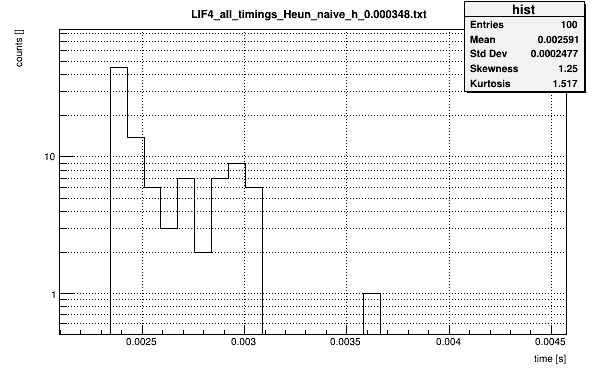 LIF4_all_timings_Heun_naive_h_0.000348.txt
hist
Entries 100
Mean 0.002591
Std Dev 0.0002477
Skewness 1.25
Kurtosis 1.517
counts []
10
1
0.0025 0.003 0.0035 0.004 0.0045
time [s]